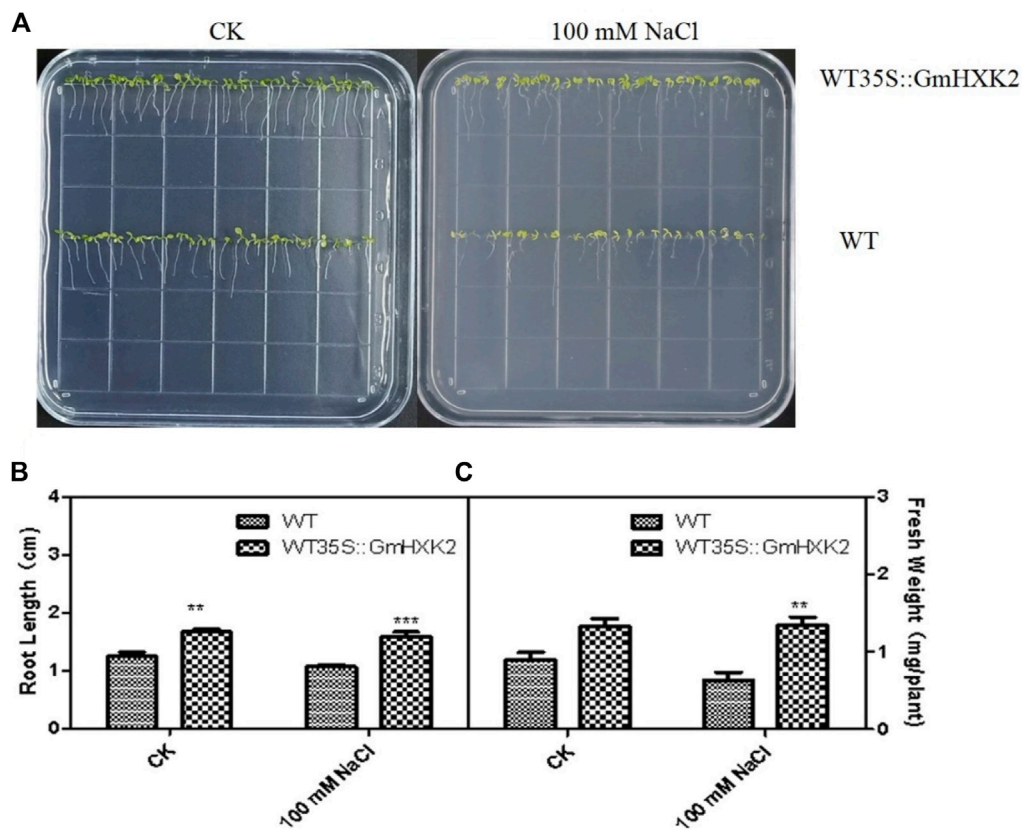 A
CK
100 mM NaCl
WT35S::GmHXK2
WT
B
C
4
3
2
1
0
Root Length (cm)
WT
WT35S::GmHXK2
**
***
CK
100 mM NaCl
WT
WT35S::GmHXK2
**
CK
100 mM NaCl
3
2
1
0
Fresh Weight (mg/plant)